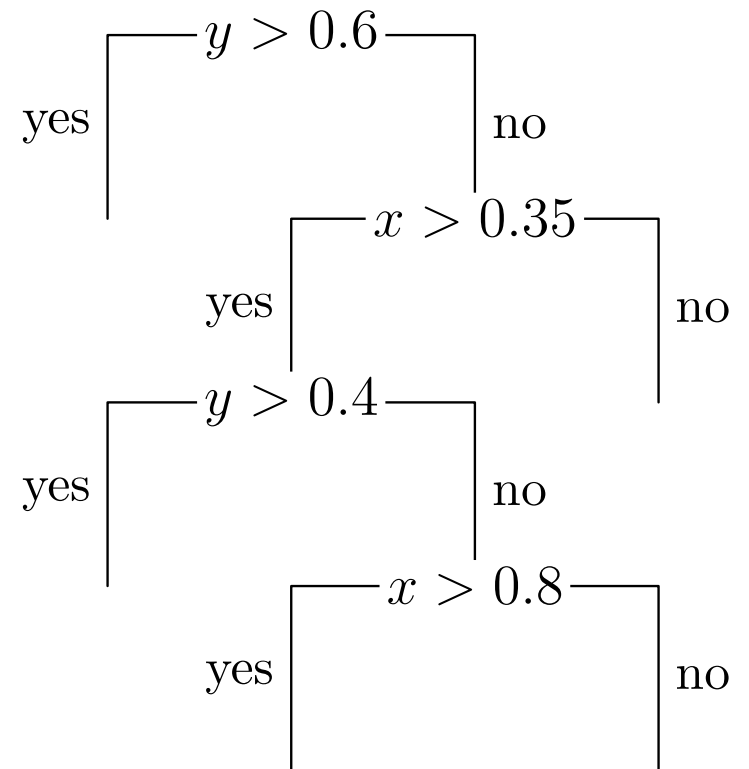 y > 0.6
yes
no
x > 0.35
yes
no
y > 0.4
yes
no
x > 0.8
yes
no